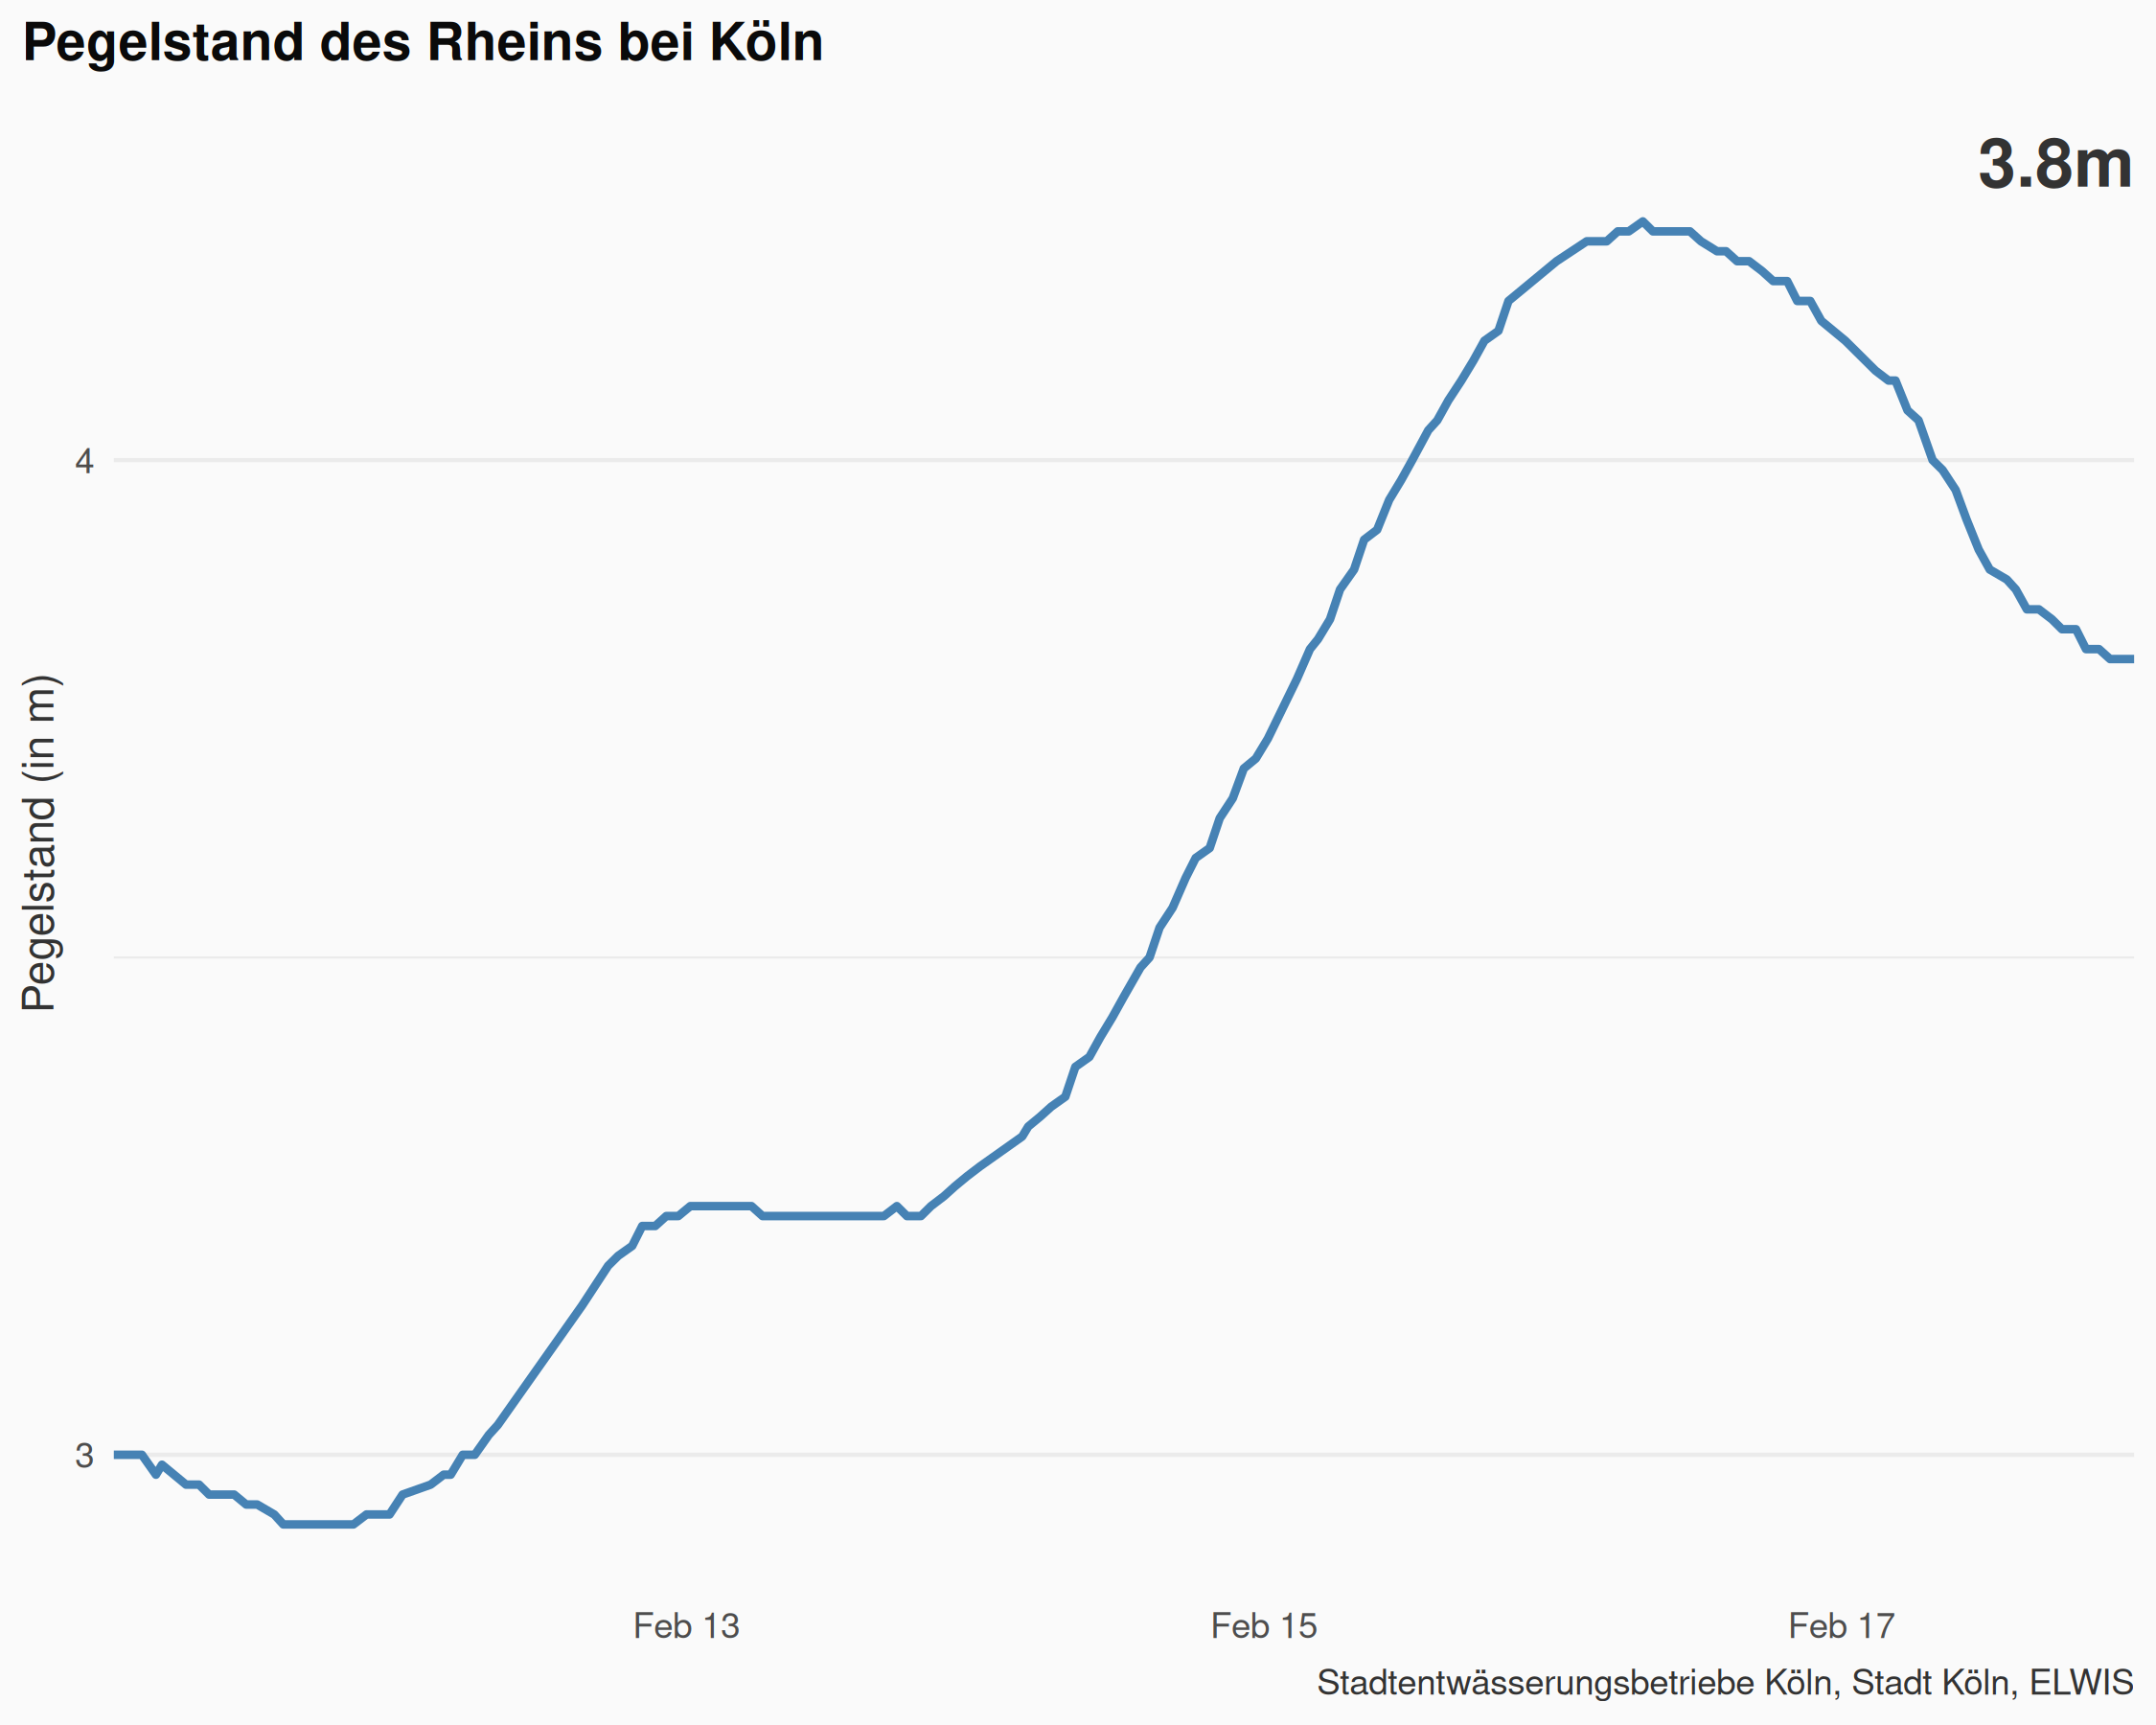 Pegelstand des Rheins bei Köln
3.8m
Pegelstand (in m)
4
3
Feb 13 Feb 15 Feb 17
Stadtentwässerungsbetriebe Köln, Stadt Köln, ELWIS